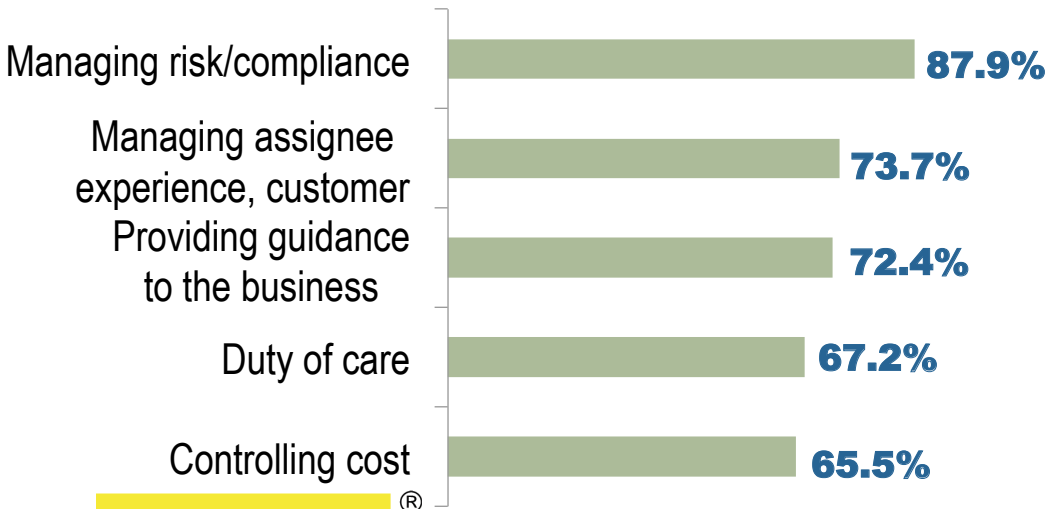 Managing risk/compliance
87.9%
Managing assignee
experience, customer
73.7%
Providing guidance
to the business
72.4%
Duty of care
67.2%
Controlling cost
65.5%
®